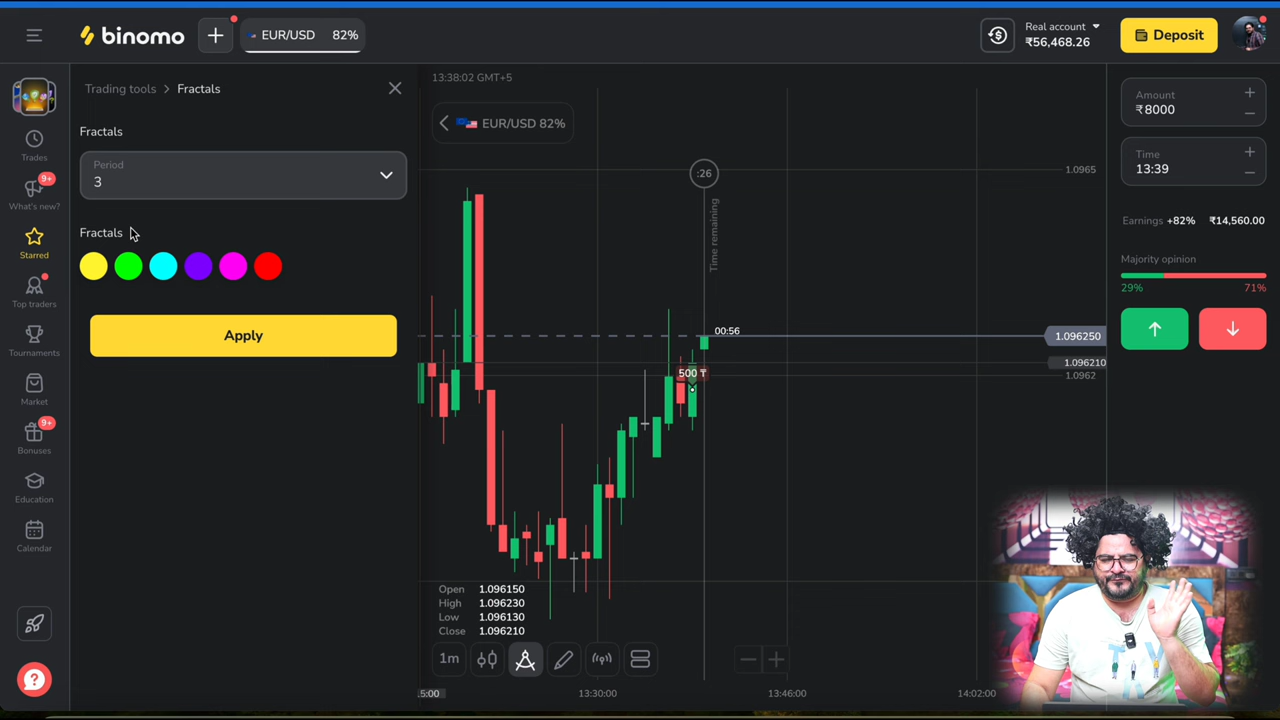 binomo
EUR/USD 82%
Real account
₹56,468.26
Deposit
Trading tools > Fractals
13:38:02 GMT+5
Fractals
Period
3
EUR/USD 82%
Fractals
Apply
Trades
9+
What's new?
Starred
Top traders
Tournaments
Market
9+
Bonuses
Education
Calendar
:26
Time remaining
00:56
500 ₸
1.0965
1.096250
1.096210
1.0962
Open 1.096150
High 1.096230
Low 1.096130
Close 1.096210
1m
5:00
13:30:00
13:46:00
14:02:00
Amount
₹8000
Time
13:39
Earnings +82% ₹14,560.00
Majority opinion
29% 71%